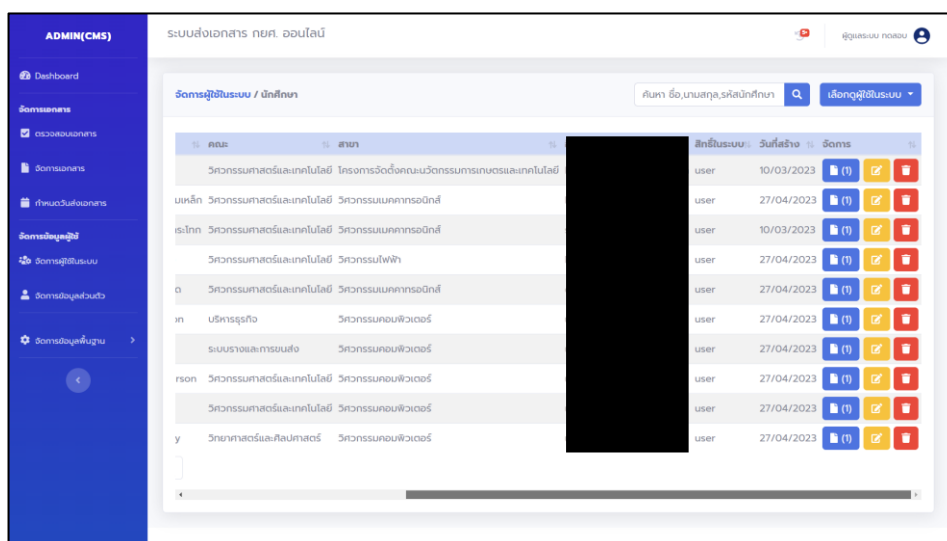 ADMIN(CMS)
ระบบส่งเอกสาร กยศ. ออนไลน์
ผู้ดูแลระบบ ทดสอบ
Dashboard
จัดการเอกสาร
ตรวจสอบเอกสาร
จัดการเอกสาร
กำหนดวันส่งเอกสาร
จัดการข้อมูลผู้ใช้
จัดการผู้ใช้ในระบบ
จัดการข้อมูลส่วนตัว
จัดการข้อมูลพื้นฐาน
จัดการผู้ใช้ในระบบ / นักศึกษา
ค้นหา ชื่อ,นามสกุล,รหัสนักศึกษา
เลือกดูผู้ใช้ในระบบ
คณะ สาขา สิทธิ์ในระบบ วันที่สร้าง จัดการ
วิศวกรรมศาสตร์และเทคโนโลยี โครงการจัดตั้งคณะนวัตกรรมการเกษตรและเทคโนโลยี user 10/03/2023 (1)
มเหล็ก วิศวกรรมศาสตร์และเทคโนโลยี วิศวกรรมเมคคาทรอนิกส์ user 27/04/2023 (1)
ระโทก วิศวกรรมศาสตร์และเทคโนโลยี วิศวกรรมเมคคาทรอนิกส์ user 10/03/2023 (1)
วิศวกรรมศาสตร์และเทคโนโลยี วิศวกรรมไฟฟ้า user 27/04/2023 (1)
ด วิศวกรรมศาสตร์และเทคโนโลยี วิศวกรรมเมคคาทรอนิกส์ user 27/04/2023 (1)
on บริหารธุรกิจ วิศวกรรมคอมพิวเตอร์ user 27/04/2023 (1)
ระบบรางและการขนส่ง วิศวกรรมคอมพิวเตอร์ user 27/04/2023 (1)
rson วิศวกรรมศาสตร์และเทคโนโลยี วิศวกรรมคอมพิวเตอร์ user 27/04/2023 (1)
วิศวกรรมศาสตร์และเทคโนโลยี วิศวกรรมคอมพิวเตอร์ user 27/04/2023 (1)
y วิทยาศาสตร์และศิลปศาสตร์ วิศวกรรมคอมพิวเตอร์ user 27/04/2023 (1)